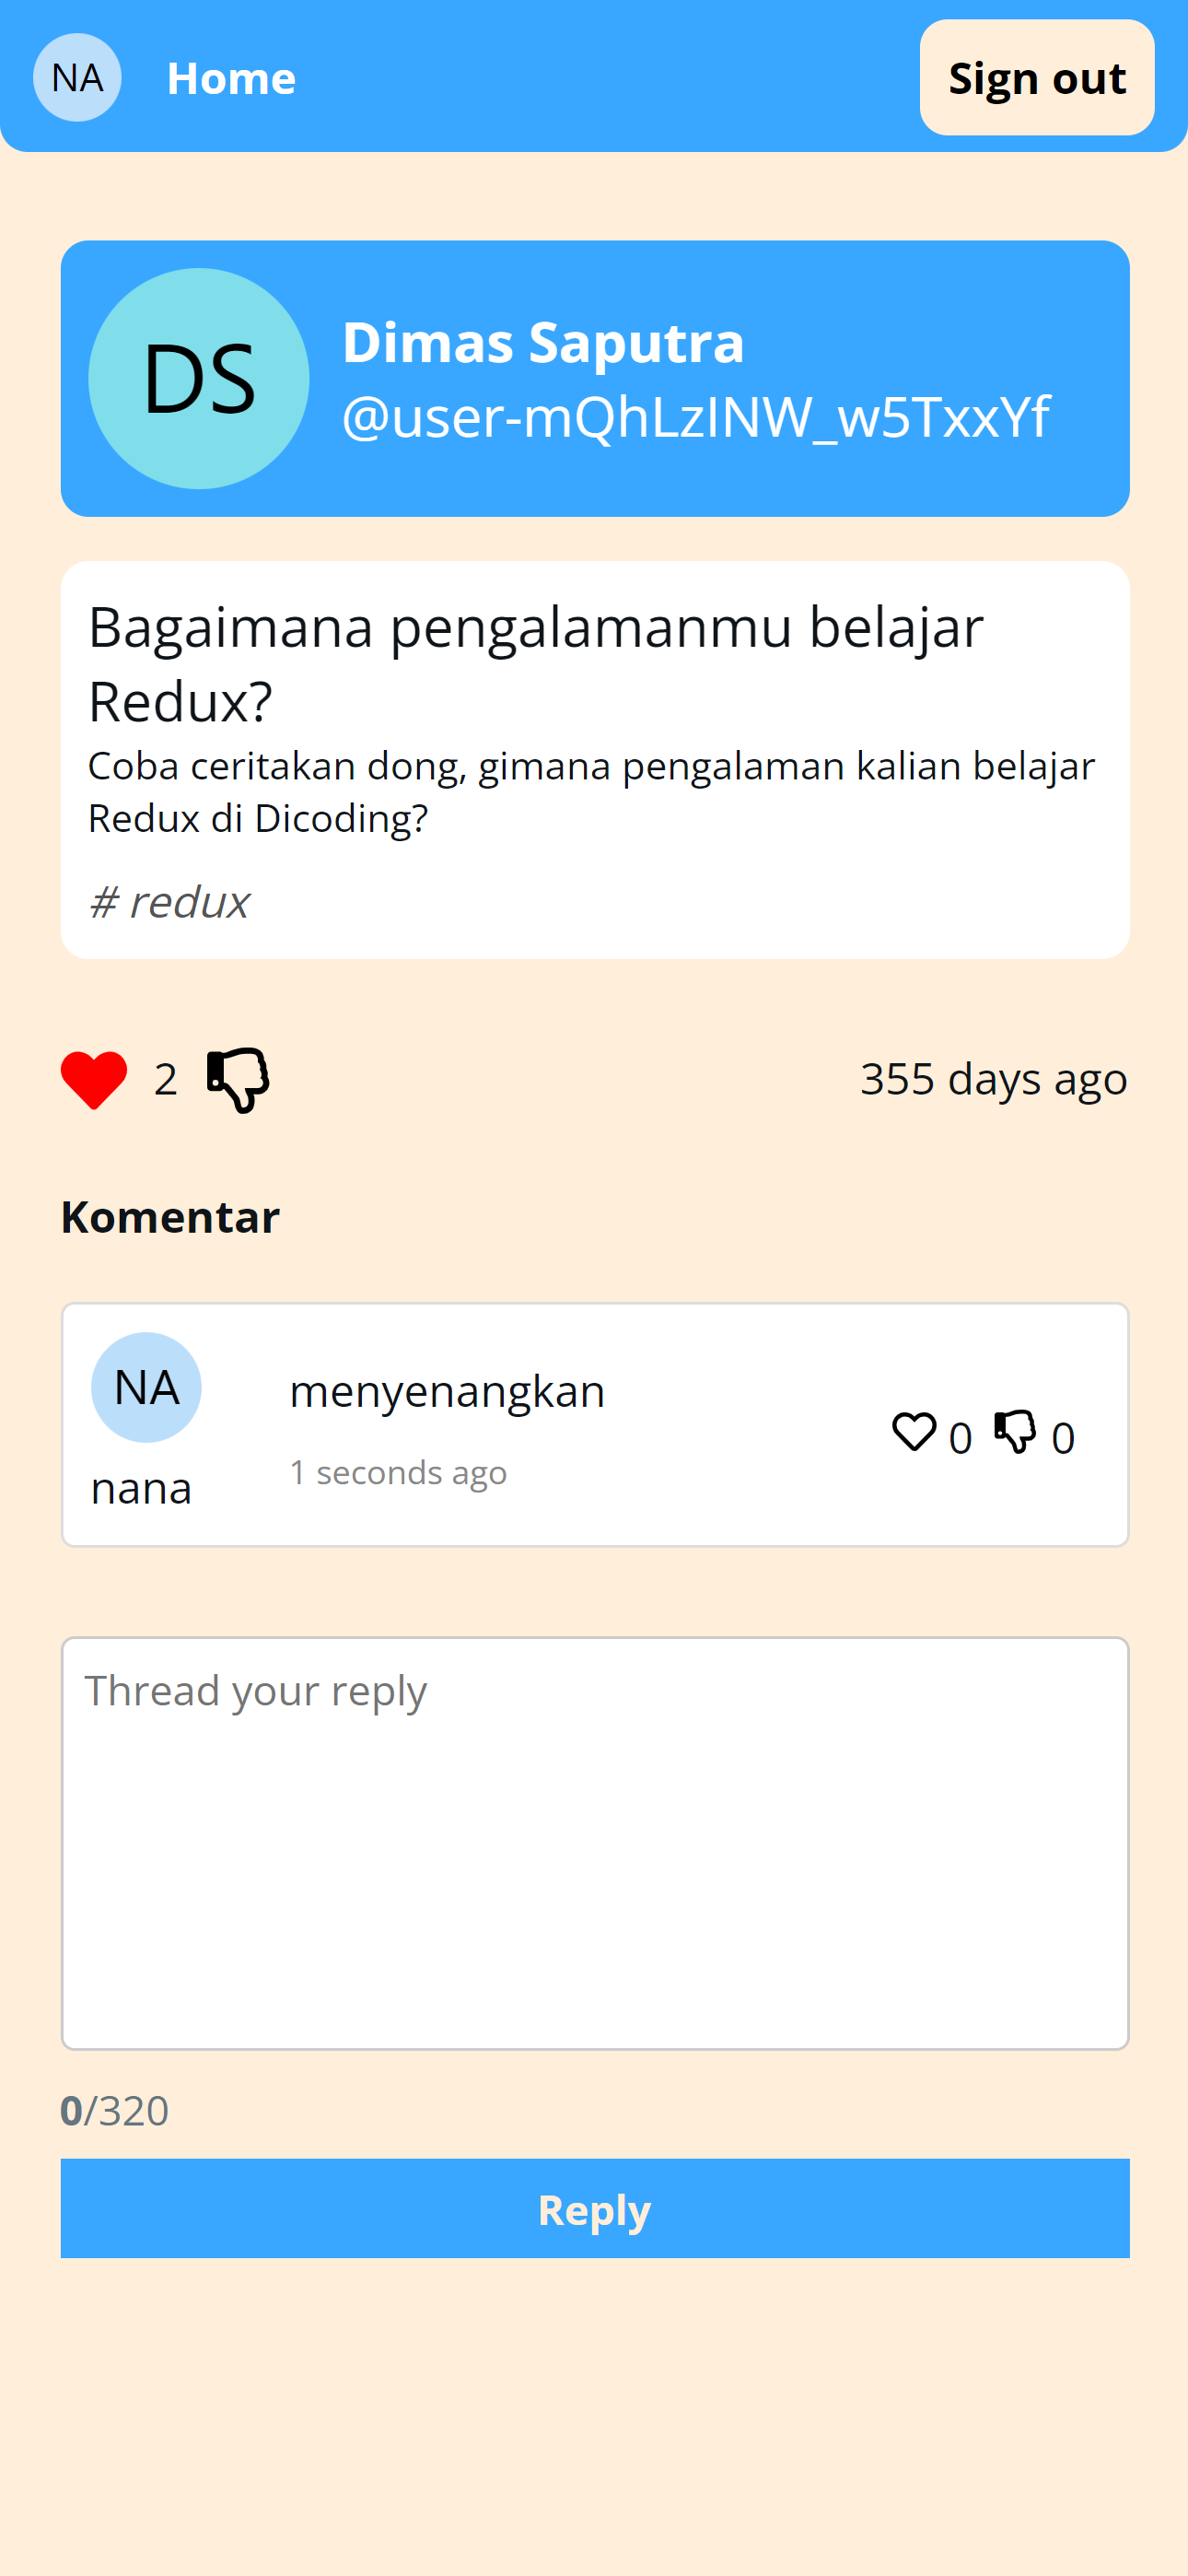 NA Home Sign out
DS
Dimas Saputra
@user-mQhLzINW_w5TxxYf
Bagaimana pengalamanmu belajar
Redux?
Coba ceritakan dong, gimana pengalaman kalian belajar
Redux di Dicoding?
# redux
2 355 days ago
Komentar
NA
nana
menyenangkan
1 seconds ago
0 0
Thread your reply
0/320
Reply